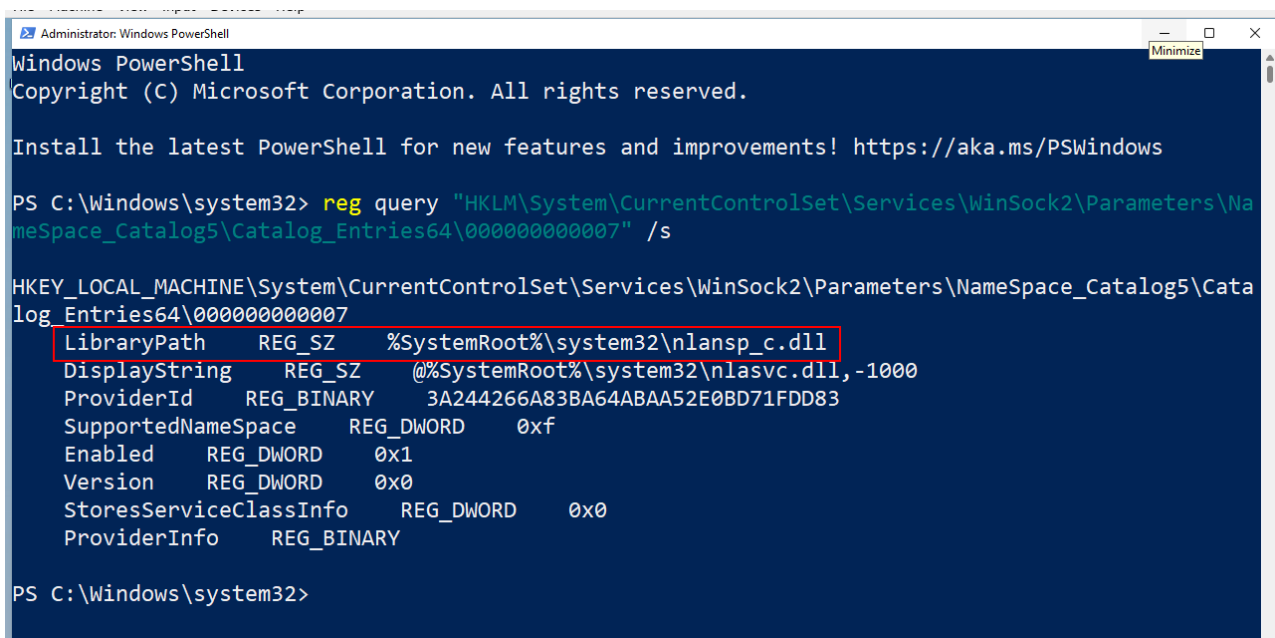 Administrator: Windows PowerShell
Minimize
Windows PowerShell
Copyright (C) Microsoft Corporation. All rights reserved.
Install the latest PowerShell for new features and improvements! https://aka.ms/PSWindows
PS C:\Windows\system32> reg query "HKLM\System\CurrentControlSet\Services\WinSock2\Parameters\Na
meSpace_Catalog5\Catalog_Entries64\000000000007" /s
HKEY_LOCAL_MACHINE\System\CurrentControlSet\Services\WinSock2\Parameters\NameSpace_Catalog5\Cata
log_Entries64\000000000007
LibraryPath    REG_SZ    %SystemRoot%\system32\nlansp_c.dll
DisplayString    REG_SZ    @%SystemRoot%\system32\nlasvc.dll,-1000
ProviderId    REG_BINARY    3A244266A83BA64ABAA52E0BD71FDD83
SupportedNameSpace    REG_DWORD    0xf
Enabled    REG_DWORD    0x1
Version    REG_DWORD    0x0
StoresServiceClassInfo    REG_DWORD    0x0
ProviderInfo    REG_BINARY
PS C:\Windows\system32>